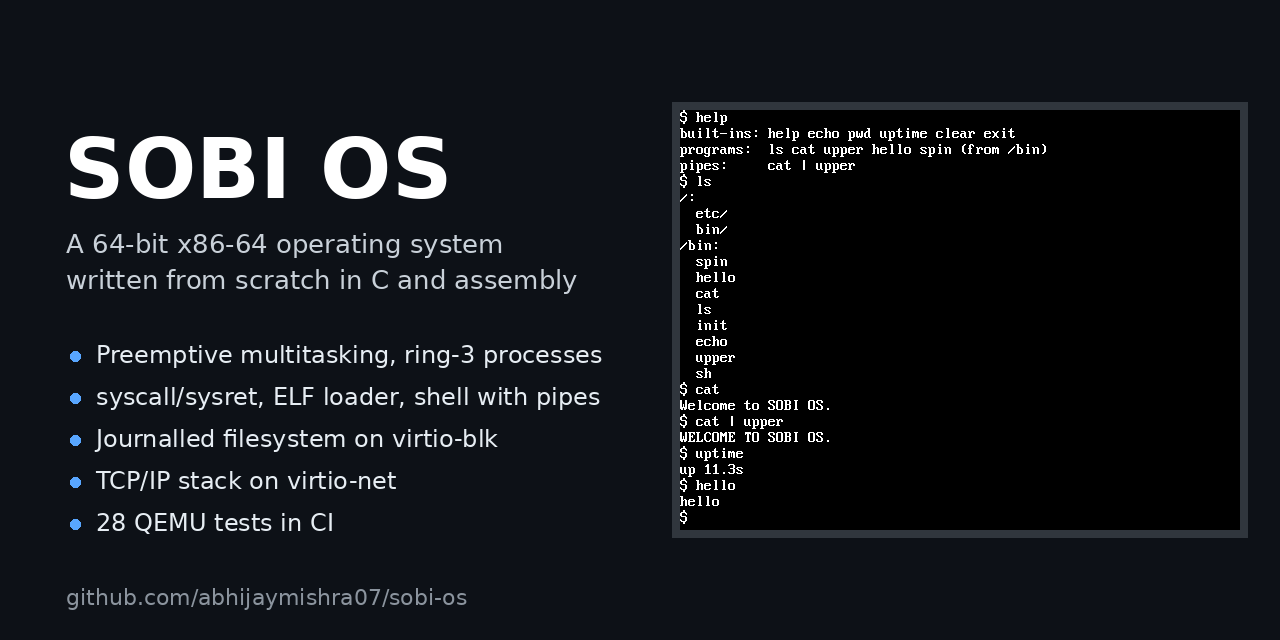 SOBI OS
A 64-bit x86-64 operating system
written from scratch in C and assembly
Preemptive multitasking, ring-3 processes
syscall/sysret, ELF loader, shell with pipes
Journalled filesystem on virtio-blk
TCP/IP stack on virtio-net
28 QEMU tests in CI
github.com/abhijaymishra07/sobi-os
$ help
built-ins: help echo pwd uptime clear exit
programs:  ls cat upper hello spin (from /bin)
pipes:     cat | upper
$ ls
/:
  etc/
  bin/
/bin:
  spin
  hello
  cat
  ls
  init
  echo
  upper
  sh
$ cat
Welcome to SOBI OS.
$ cat | upper
WELCOME TO SOBI OS.
$ uptime
up 11.3s
$ hello
hello
$